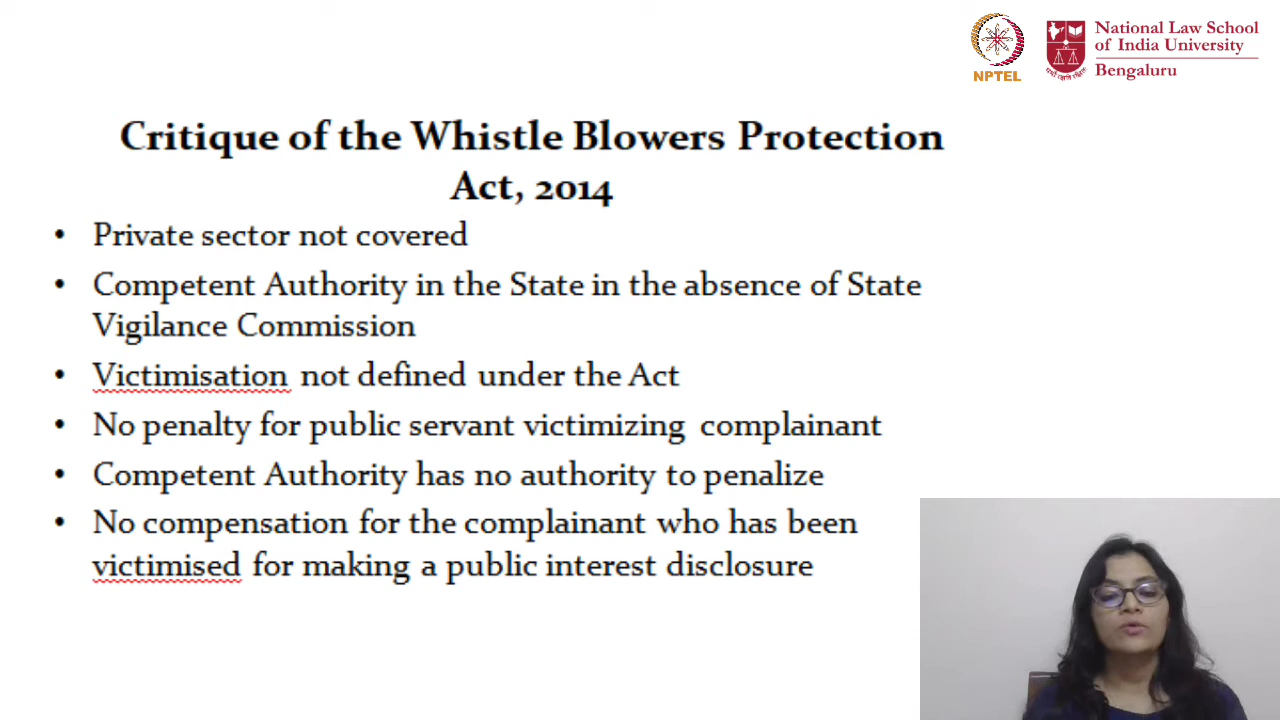 NPTEL
National Law School
of India University
Bengaluru
Critique of the Whistle Blowers Protection
Act, 2014
• Private sector not covered
• Competent Authority in the State in the absence of State
Vigilance Commission
• Victimisation not defined under the Act
• No penalty for public servant victimizing complainant
• Competent Authority has no authority to penalize
• No compensation for the complainant who has been
victimised for making a public interest disclosure